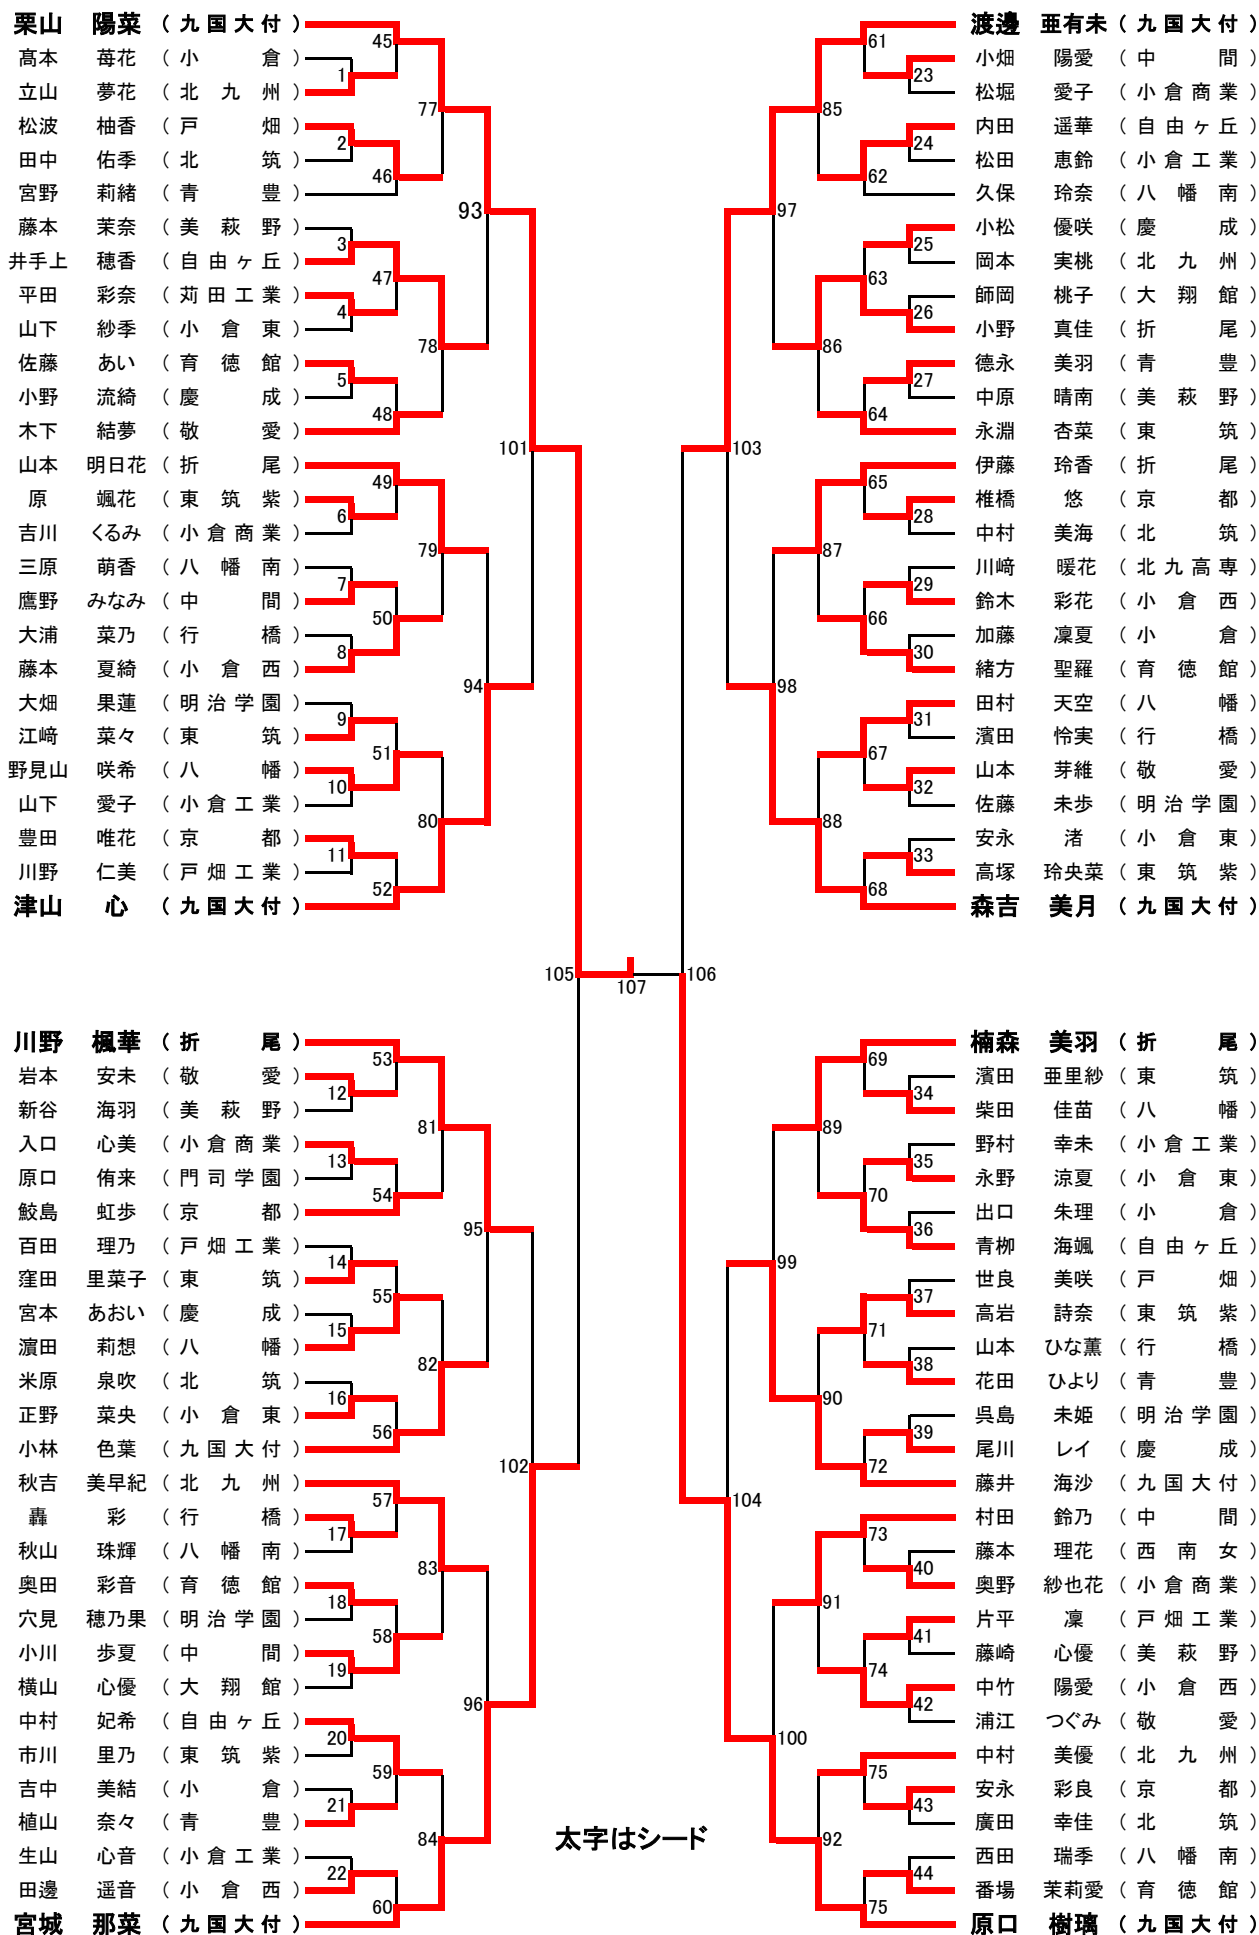 栗山 陽菜 (九国大付)
髙本 苺花 (小倉)
立山 夢花 (北九州)
松波 柚香 (戸畑)
田中 佑季 (北筑)
宮野 莉緒 (青豊)
藤本 茉奈 (美萩野)
井手上 穂香 (自由ヶ丘)
平田 彩奈 (苅田工業)
山下 紗季 (小倉東)
佐藤 あい (育徳館)
小野 流綺 (慶成)
木下 結夢 (敬愛)
山本 明日花 (折尾)
原 颯花 (東筑紫)
吉川 くるみ (小倉商業)
三原 萌香 (八幡南)
鷹野 みなみ (中間)
大浦 菜乃 (行橋)
藤本 夏綺 (小倉西)
大畑 果蓮 (明治学園)
江﨑 菜々 (東筑)
野見山 咲希 (八幡)
山下 愛子 (小倉工業)
豊田 唯花 (京都)
川野 仁美 (戸畑工業)
津山 心 (九国大付)
45
1
77
2
46
93
3
47
4
78
5
48
101
49
6
79
7
50
8
94
9
51
10
80
11
52
渡邊 亜有未 (九国大付)
小畑 陽愛 (中間)
松堀 愛子 (小倉商業)
内田 遥華 (自由ヶ丘)
松田 恵鈴 (小倉工業)
久保 玲奈 (八幡南)
小松 優咲 (慶成)
岡本 実桃 (北九州)
師岡 桃子 (大翔館)
小野 真佳 (折尾)
德永 美羽 (青豊)
中原 晴南 (美萩野)
永淵 杏菜 (東筑)
伊藤 玲香 (折尾)
椎橋 悠 (京都)
中村 美海 (北筑)
川﨑 暖花 (北九高専)
鈴木 彩花 (小倉西)
加藤 凜夏 (小倉)
緒方 聖羅 (育徳館)
田村 天空 (八幡)
濱田 怜実 (行橋)
山本 芽維 (敬愛)
佐藤 未歩 (明治学園)
安永 渚 (小倉東)
高塚 玲央菜 (東筑紫)
森吉 美月 (九国大付)
61
23
85
24
62
97
25
63
26
86
27
64
103
65
28
87
29
66
30
98
31
67
32
88
33
68
105
107
106
川野 楓華 (折尾)
岩本 安未 (敬愛)
新谷 海羽 (美萩野)
入口 心美 (小倉商業)
原口 侑来 (門司学園)
鮫島 虹歩 (京都)
百田 理乃 (戸畑工業)
窪田 里菜子 (東筑)
宮本 あおい (慶成)
濵田 莉想 (八幡)
米原 泉吹 (北筑)
正野 菜央 (小倉東)
小林 色葉 (九国大付)
秋吉 美早紀 (北九州)
轟 彩 (行橋)
秋山 珠輝 (八幡南)
奥田 彩音 (育徳館)
穴見 穂乃果 (明治学園)
小川 歩夏 (中間)
横山 心優 (大翔館)
中村 妃希 (自由ヶ丘)
市川 里乃 (東筑紫)
吉中 美結 (小倉)
植山 奈々 (青豊)
生山 心音 (小倉工業)
田邊 遥音 (小倉西)
宮城 那菜 (九国大付)
53
12
81
13
54
95
14
55
15
82
16
56
102
57
17
83
18
58
19
96
20
59
21
84
22
60
楠森 美羽 (折尾)
濱田 亜里紗 (東筑)
柴田 佳苗 (八幡)
野村 幸未 (小倉工業)
永野 涼夏 (小倉東)
出口 朱理 (小倉)
青栁 海颯 (自由ヶ丘)
世良 美咲 (戸畑)
高岩 詩奈 (東筑紫)
山本 ひな薫 (行橋)
花田 ひより (青豊)
呉島 未姫 (明治学園)
尾川 レイ (慶成)
藤井 海沙 (九国大付)
村田 鈴乃 (中間)
藤本 理花 (西南女)
奥野 紗也花 (小倉商業)
片平 凜 (戸畑工業)
藤崎 心優 (美萩野)
中竹 陽愛 (小倉西)
浦江 つぐみ (敬愛)
中村 美優 (北九州)
安永 彩良 (京都)
廣田 幸佳 (北筑)
西田 瑞季 (八幡南)
番場 茉莉愛 (育徳館)
原口 樹璃 (九国大付)
69
34
89
35
70
36
99
37
71
38
90
39
72
104
73
40
91
41
74
42
100
75
43
92
44
75
太字はシード